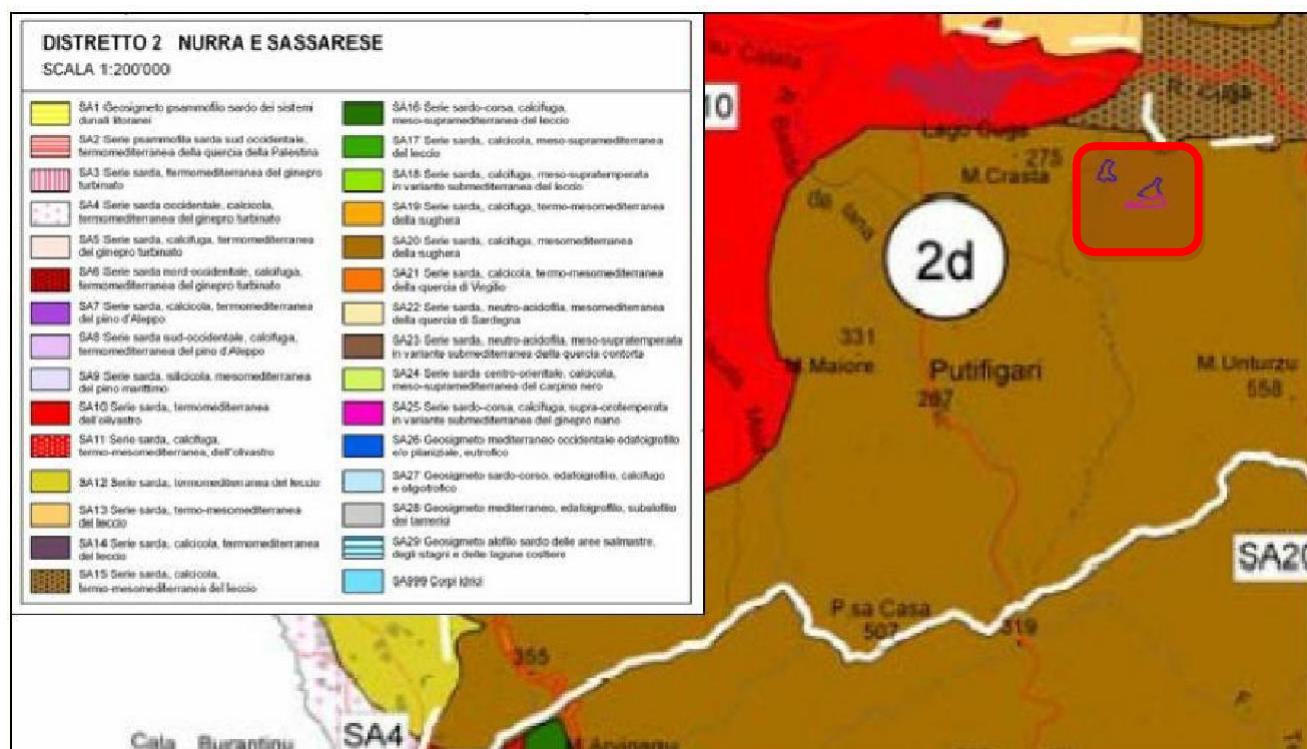 DISTRETTO 2 NURRA E SASSARESE
SCALA 1:200'000
SA1 Geosigmeto psammofilo sardo dei sistemi
dunali litoranei
SA2 Serie psammofila sarda sud occidentale,
termomediterranea della quercia della Palestina
SA3 Serie sarda, termomediterranea del ginepro
turbinato
SA4 Serie sarda occidentale, calcicola,
termomediterranea del ginepro turbinato
SA5 Serie sarda, calcifuga, termomediterranea
del ginepro turbinato
SA6 Serie sarda nord-occidentale, calcifuga,
termomediterranea del ginepro turbinato
SA7 Serie sarda, calcicola, termomediterranea
del pino d'Aleppo
SA8 Serie sarda sud-occidentale, calcifuga,
termomediterranea del pino d'Aleppo
SA9 Serie sarda, silicicola, mesomediterranea
del pino marittimo
SA10 Serie sarda, termomediterranea
dell'olivastro
SA11 Serie sarda, calcifuga,
termo-mesomediterranea, dell'olivastro
SA12 Serie sarda, termomediterranea del leccio
SA13 Serie sarda, termo-mesomediterranea
del leccio
SA14 Serie sarda, calcicola, termomediterranea
del leccio
SA15 Serie sarda, calcicola,
termo-mesomediterranea del leccio
SA16 Serie sardo-corsa, calcifuga,
meso-supramediterranea del leccio
SA17 Serie sarda, calcicola, meso-supramediterranea
del leccio
SA18 Serie sarda, calcifuga, meso-supratemperata
in variante submediterranea del leccio
SA19 Serie sarda, calcifuga, termo-mesomediterranea
della sughera
SA20 Serie sarda, calcifuga, mesomediterranea
della sughera
SA21 Serie sarda, calcicola, termo-mesomediterranea
della quercia di Virgilio
SA22 Serie sarda, neutro-acidofila, mesomediterranea
della quercia di Sardegna
SA23 Serie sarda, neutro-acidofila, meso-supratemperata
in variante submediterranea della quercia contorta
SA24 Serie sarda centro-orientale, calcicola,
meso-supramediterranea del carpino nero
SA25 Serie sardo-corsa, calcifuga, supra-orotemperata
in variante submediterranea del ginepro nano
SA26 Geosigmeto mediterraneo occidentale edafoigrofilo
e/o planiziale, eutrofico
SA27 Geosigmeto sardo-corso, edafoigrofilo, calcifugo
e oligotrofico
SA28 Geosigmeto mediterraneo, edafoigrofilo, subalofilo
dei tamerici
SA29 Geosigmeto alofilo sardo delle aree salmastre,
degli stagni e delle lagune costiere
SA999 Corpi idrici
su Catala
10
R. Cuga
Lago Cuga
275
M. Crasta
de Iana
2d
331
M. Maiore
Putifigari
267
M. Unturzu
558
SA20
P. sa Casa
507
319
355
SA4
Cala Burantinu